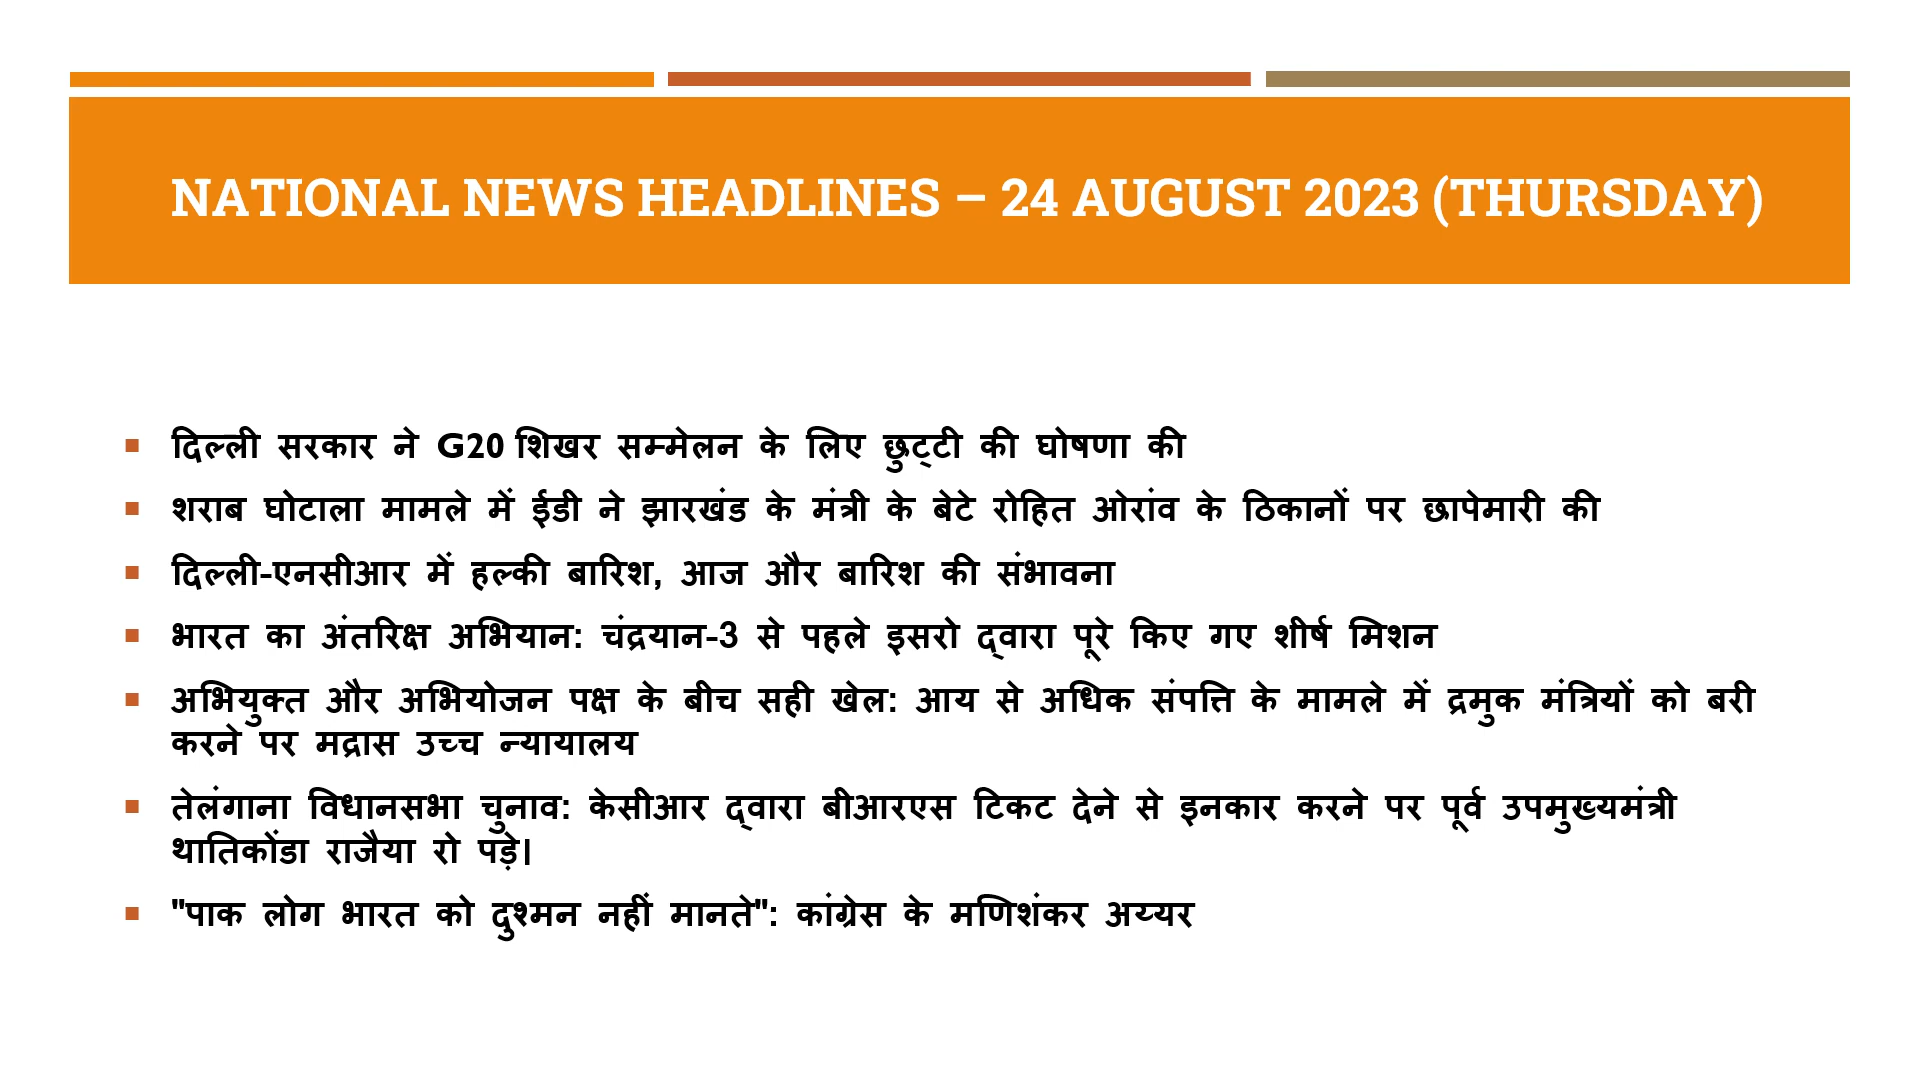 NATIONAL NEWS HEADLINES – 24 AUGUST 2023 (THURSDAY)
▪ दिल्ली सरकार ने G20 शिखर सम्मेलन के लिए छुट्टी की घोषणा की
▪ शराब घोटाला मामले में ईडी ने झारखंड के मंत्री के बेटे रोहित ओरांव के ठिकानों पर छापेमारी की
▪ दिल्ली-एनसीआर में हल्की बारिश, आज और बारिश की संभावना
▪ भारत का अंतरिक्ष अभियान: चंद्रयान-3 से पहले इसरो द्वारा पूरे किए गए शीर्ष मिशन
▪ अभियुक्त और अभियोजन पक्ष के बीच सही खेल: आय से अधिक संपत्ति के मामले में द्रमुक मंत्रियों को बरी
करने पर मद्रास उच्च न्यायालय
▪ तेलंगाना विधानसभा चुनाव: केसीआर द्वारा बीआरएस टिकट देने से इनकार करने पर पूर्व उपमुख्यमंत्री
थातिकोंडा राजैया रो पड़े।
▪ "पाक लोग भारत को दुश्मन नहीं मानते": कांग्रेस के मणिशंकर अय्यर